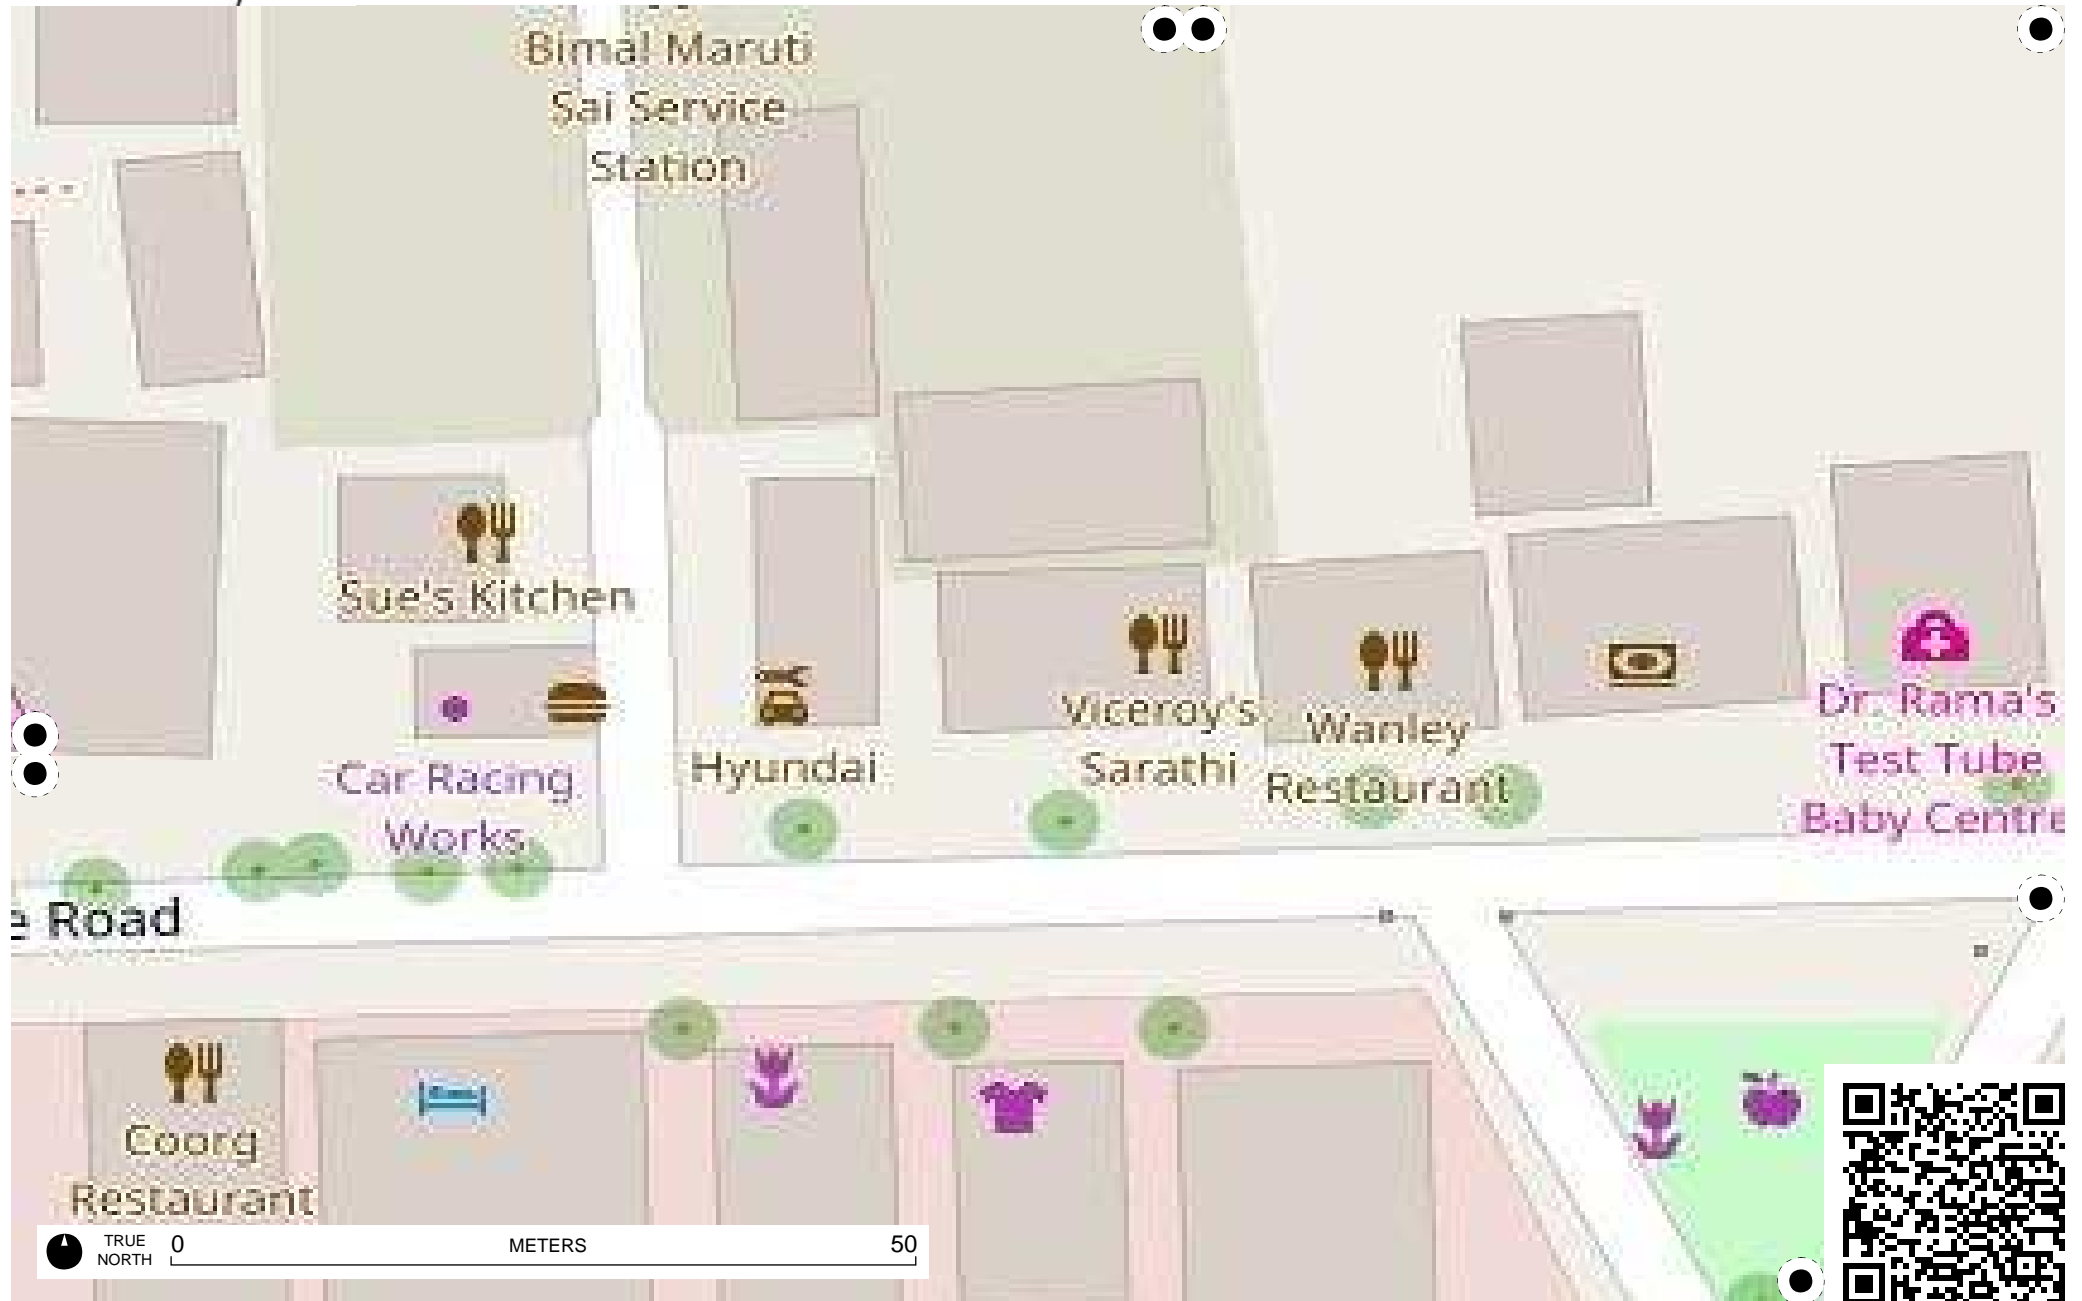 Bimal Maruti
Sai Service
Station
Sue's Kitchen
Car Racing
Works
Hyundai
Viceroy's
Sarathi
Wanley
Restaurant
Dr. Rama's
Test Tube
Baby Centre
e Road
Coorg
Restaurant
TRUE
NORTH
0 METERS 50